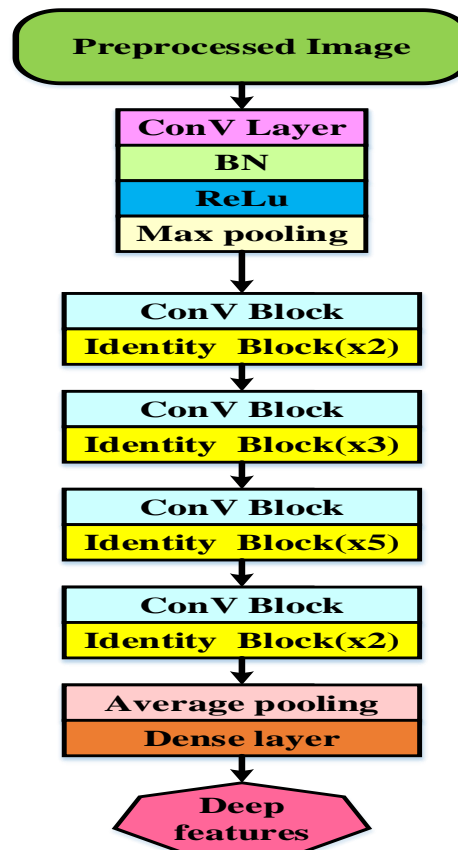 Preprocessed Image
ConV Layer
BN
ReLu
Max pooling
ConV Block
Identity Block(x2)
ConV Block
Identity Block(x3)
ConV Block
Identity Block(x5)
ConV Block
Identity Block(x2)
Average pooling
Dense layer
Deep
features